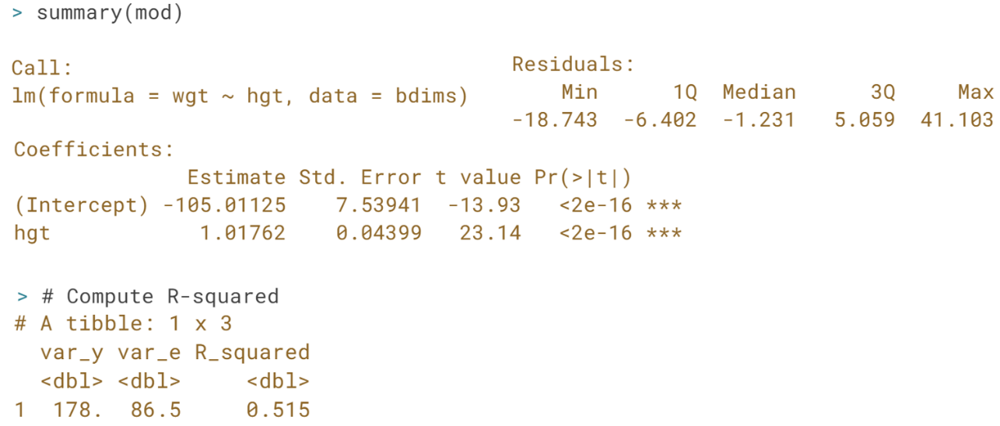 > summary(mod)
Call:
lm(formula = wgt ~ hgt, data = bdims)
Residuals:
Min 1Q Median 3Q Max
-18.743 -6.402 -1.231 5.059 41.103
Coefficients:
Estimate Std. Error t value Pr(>|t|)
(Intercept) -105.01125 7.53941 -13.93 <2e-16 ***
hgt 1.01762 0.04399 23.14 <2e-16 ***
> # Compute R-squared
# A tibble: 1 x 3
var_y var_e R_squared
<dbl> <dbl> <dbl>
1 178. 86.5 0.515